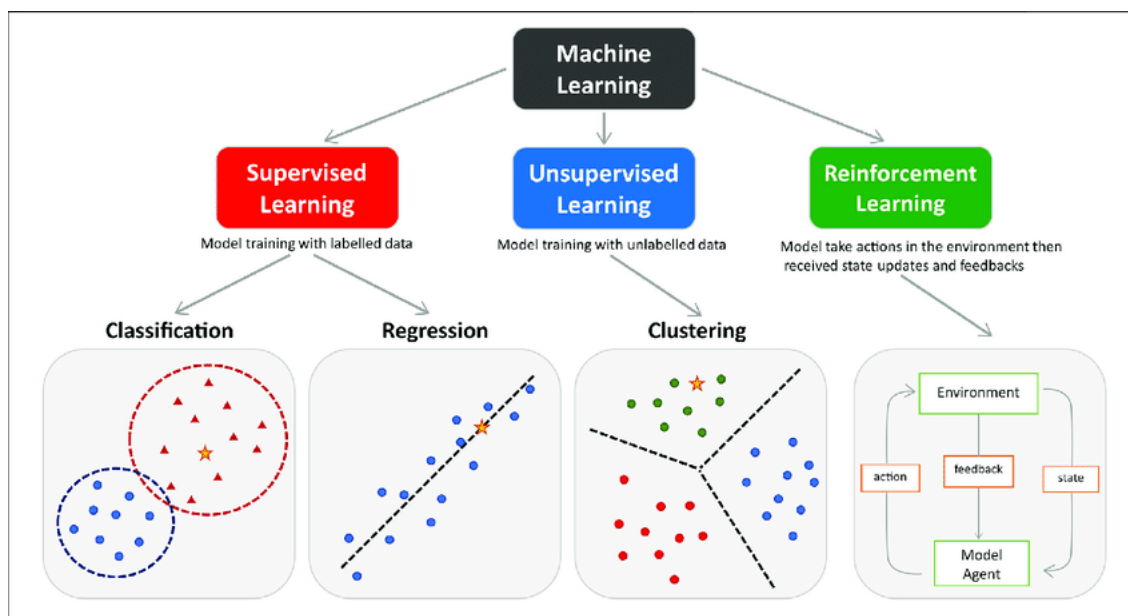 Machine
Learning
Supervised
Learning
Unsupervised
Learning
Reinforcement
Learning
Model training with labelled data
Model training with unlabelled data
Model take actions in the environment then
received state updates and feedbacks
Classification
Regression
Clustering
Environment
action
feedback
state
Model
Agent